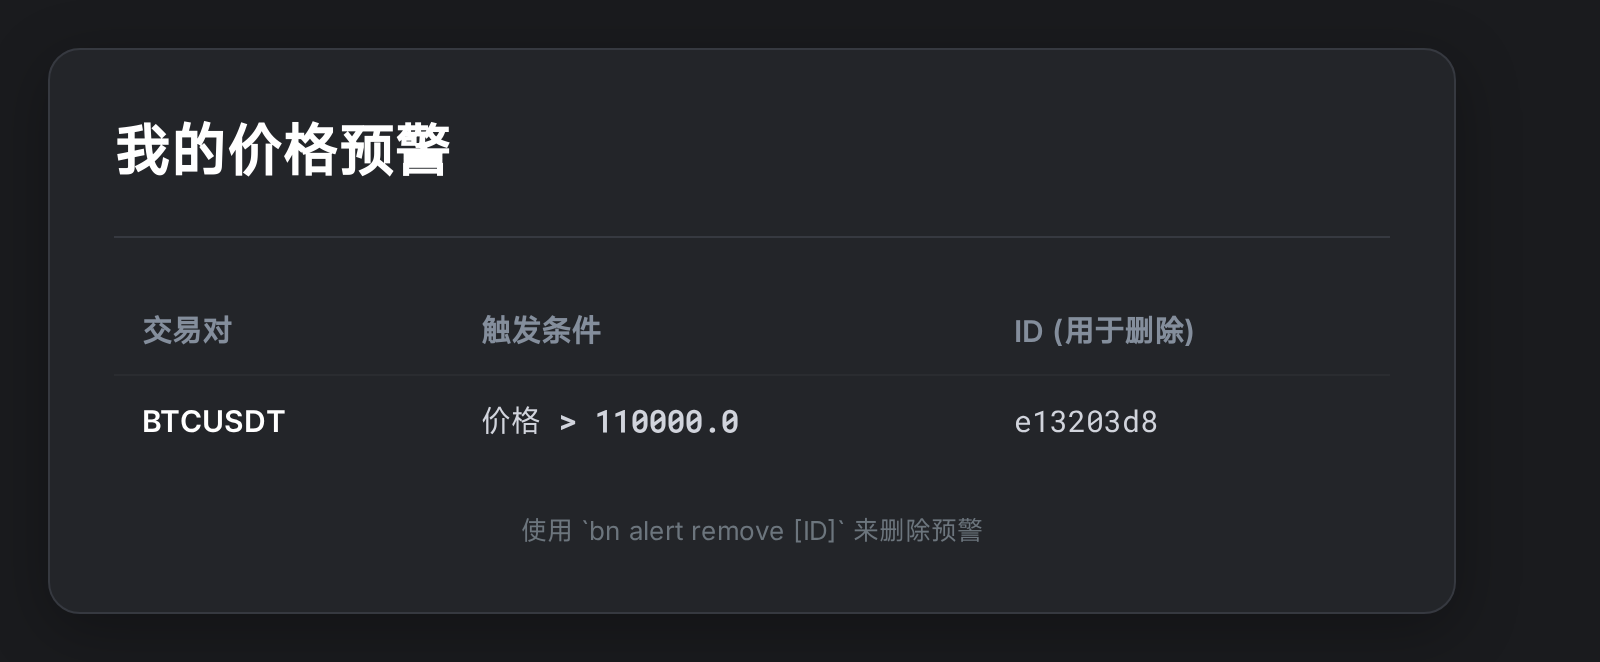 我的价格预警
交易对 触发条件 ID (用于删除)
BTCUSDT 价格 > 110000.0 e13203d8
使用 `bn alert remove [ID]` 来删除预警